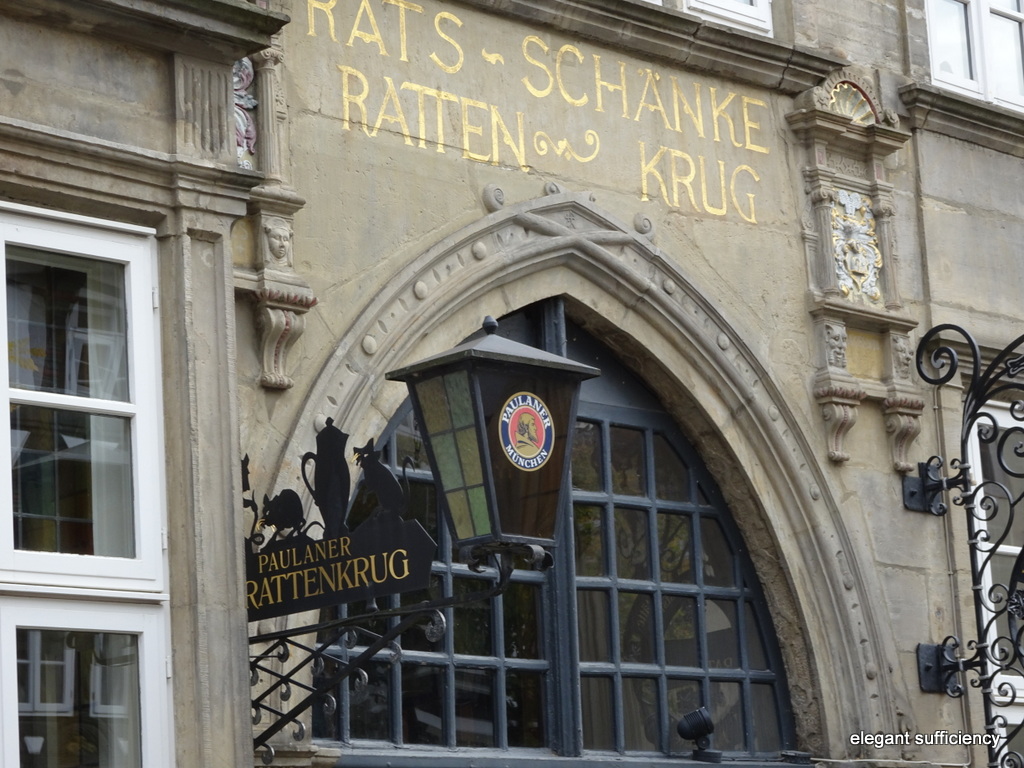 RATS ~ SCHÄNKE
RATTEN KRUG
PAULANER
MÜNCHEN
PAULANER
RATTENKRUG
elegant sufficiency